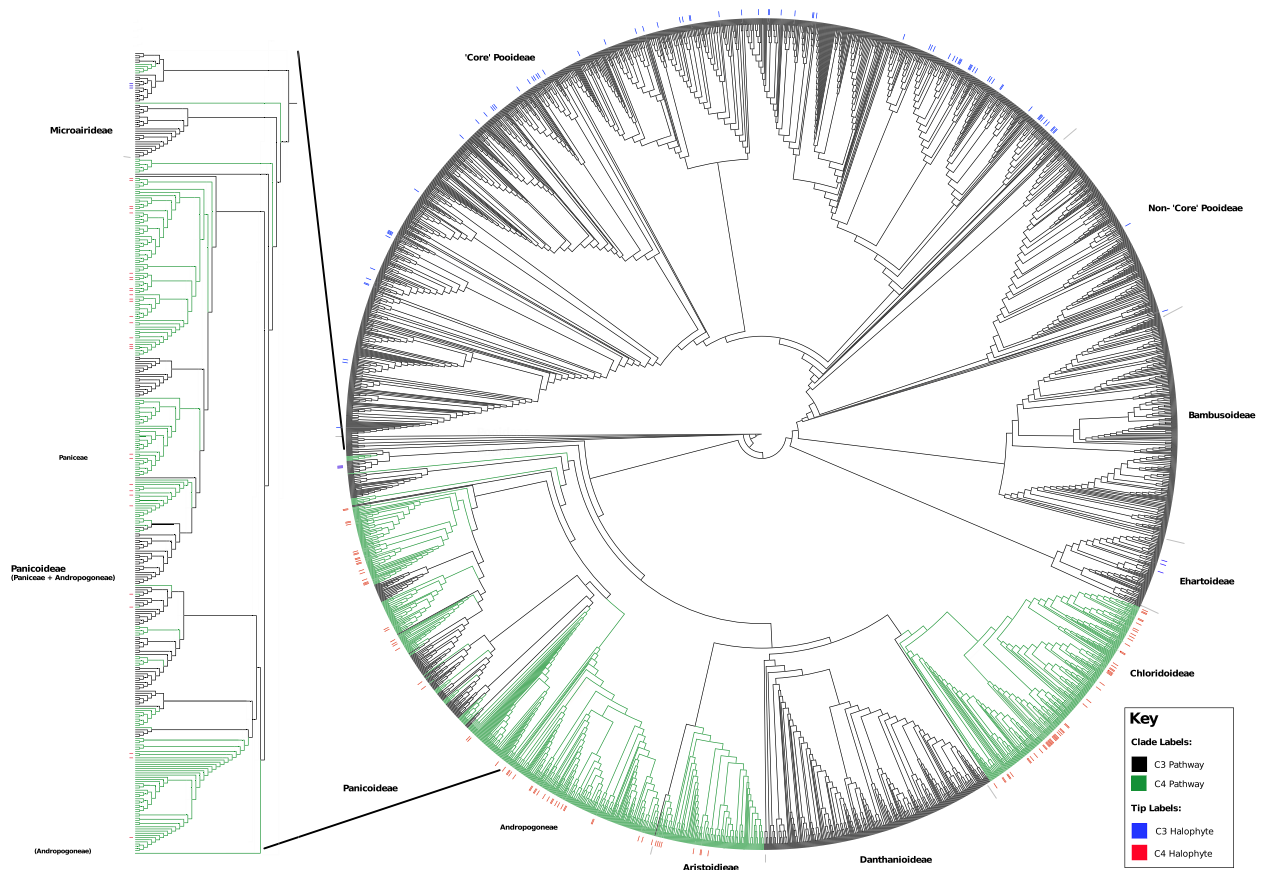 'Core' Pooideae
Microairideae
Non- 'Core' Pooideae
Bambusoideae
Paniceae
Panicoideae
(Paniceae + Andropogoneae)
Ehartoideae
Chloridoideae
Key
Clade Labels:
C3 Pathway
C4 Pathway
Tip Labels:
C3 Halophyte
C4 Halophyte
Panicoideae
Andropogoneae
(Andropogoneae)
Danthanioideae
Aristoidieae